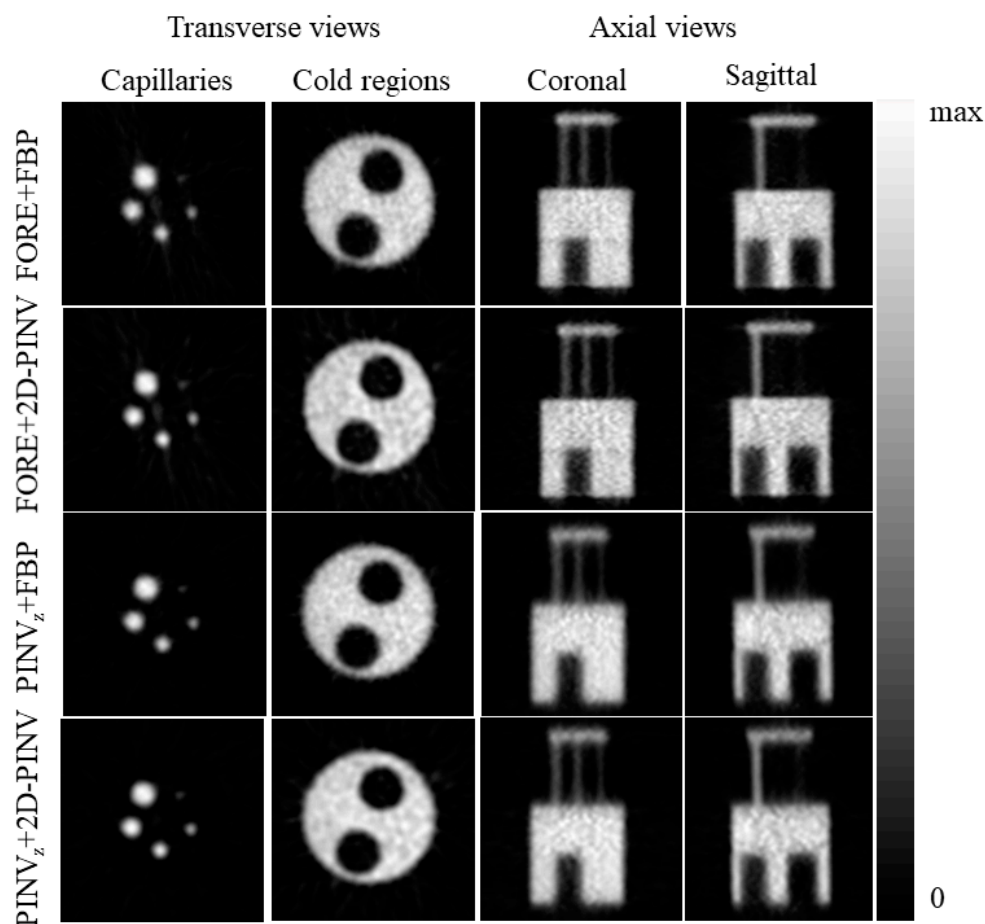 Transverse views Axial views
Capillaries Cold regions Coronal Sagittal
max
FORE+FBP
FORE+2D-PINV
PINVz+FBP
PINVz+2D-PINV
0